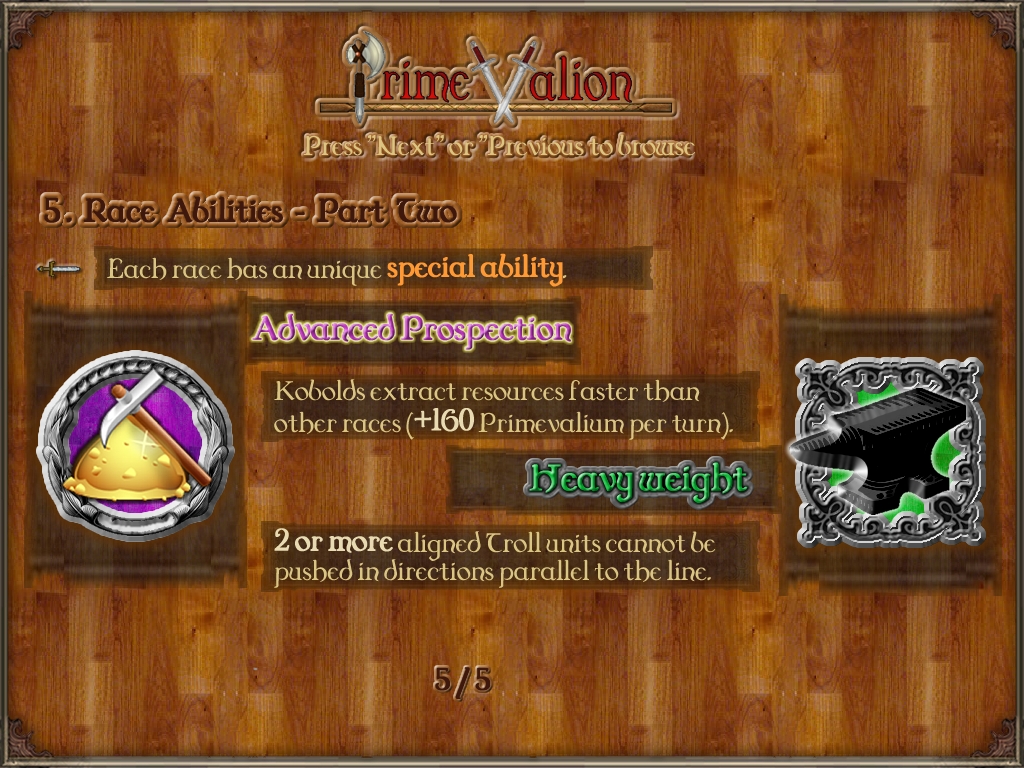 PrimeValion
Press "Next" or "Previous to browse
5. Race Abilities - Part Two
Each race has an unique special ability.
Advanced Prospection
Kobolds extract resources faster than
other races (+160 Primevalium per turn).
Heavy weight
2 or more aligned Troll units cannot be
pushed in directions parallel to the line.
5/5